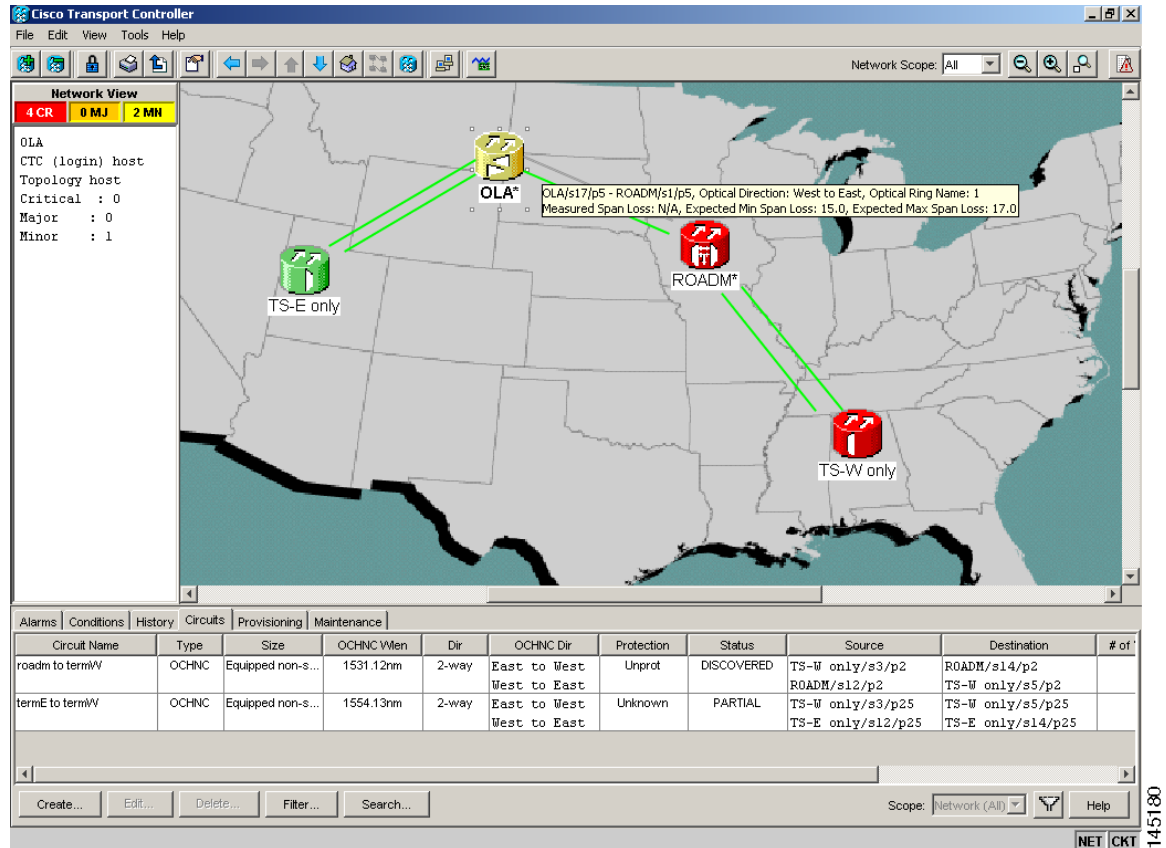 Cisco Transport Controller
File Edit View Tools Help
Network Scope: All
Network View
4 CR 0 MJ 2 MN
OLA
CTC (login) host
Topology host
Critical : 0
Major : 0
Minor : 1
OLA*
OLA/s17/p5 - ROADM/s1/p5, Optical Direction: West to East, Optical Ring Name: 1
Measured Span Loss: N/A, Expected Min Span Loss: 15.0, Expected Max Span Loss: 17.0
ROADM*
TS-E only
TS-W only
Alarms Conditions History Circuits Provisioning Maintenance
Circuit Name Type Size OCHNC Wlen Dir OCHNC Dir Protection Status Source Destination # of
roadm to termW OCHNC Equipped non-s... 1531.12nm 2-way East to West Unprot DISCOVERED TS-W only/s3/p2 ROADM/s14/p2
West to East ROADM/s12/p2 TS-W only/s5/p2
termE to termW OCHNC Equipped non-s... 1554.13nm 2-way East to West Unknown PARTIAL TS-W only/s3/p25 TS-W only/s5/p25
West to East TS-E only/s12/p25 TS-E only/s14/p25
Create... Edit... Delete... Filter... Search... Scope: Network (All) Help
NET CKT
145180